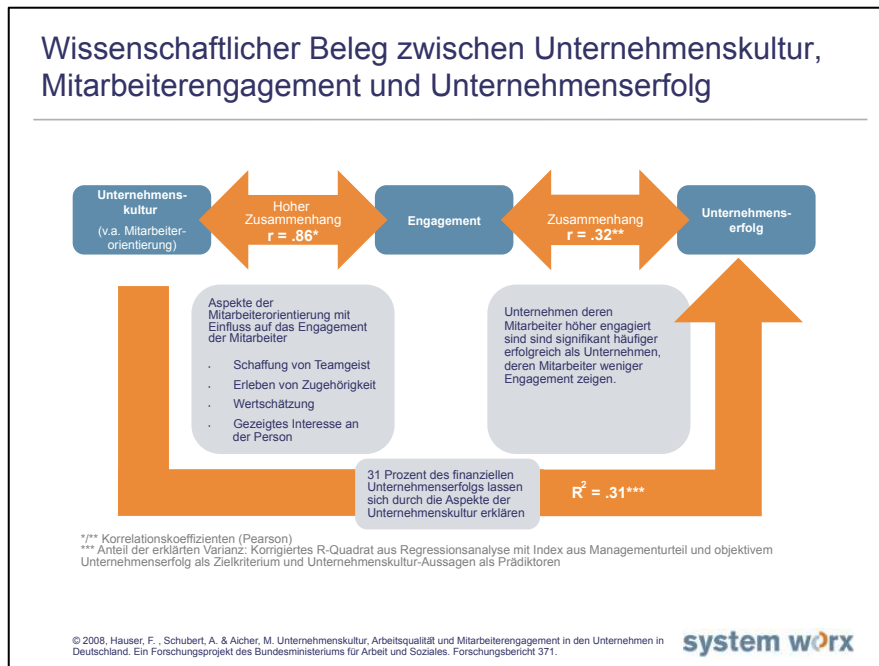 Wissenschaftlicher Beleg zwischen Unternehmenskultur,
Mitarbeiterengagement und Unternehmenserfolg
Unternehmens-
kultur
(v.a. Mitarbeiter-
orientierung)
Hoher
Zusammenhang
r = .86*
Engagement
Zusammenhang
r = .32**
Unternehmens-
erfolg
Aspekte der
Mitarbeiterorientierung mit
Einfluss auf das Engagement
der Mitarbeiter
· Schaffung von Teamgeist
· Erleben von Zugehörigkeit
· Wertschätzung
· Gezeigtes Interesse an
der Person
Unternehmen deren
Mitarbeiter höher engagiert
sind sind signifikant häufiger
erfolgreich als Unternehmen,
deren Mitarbeiter weniger
Engagement zeigen.
31 Prozent des finanziellen
Unternehmenserfolgs lassen
sich durch die Aspekte der
Unternehmenskultur erklären
R² = .31***
*/** Korrelationskoeffizienten (Pearson)
*** Anteil der erklärten Varianz: Korrigiertes R-Quadrat aus Regressionsanalyse mit Index aus Managementurteil und objektivem
Unternehmenserfolg als Zielkriterium und Unternehmenskultur-Aussagen als Prädiktoren
© 2008, Hauser, F. , Schubert, A. & Aicher, M. Unternehmenskultur, Arbeitsqualität und Mitarbeiterengagement in den Unternehmen in
Deutschland. Ein Forschungsprojekt des Bundesministeriums für Arbeit und Soziales. Forschungsbericht 371.
system worx